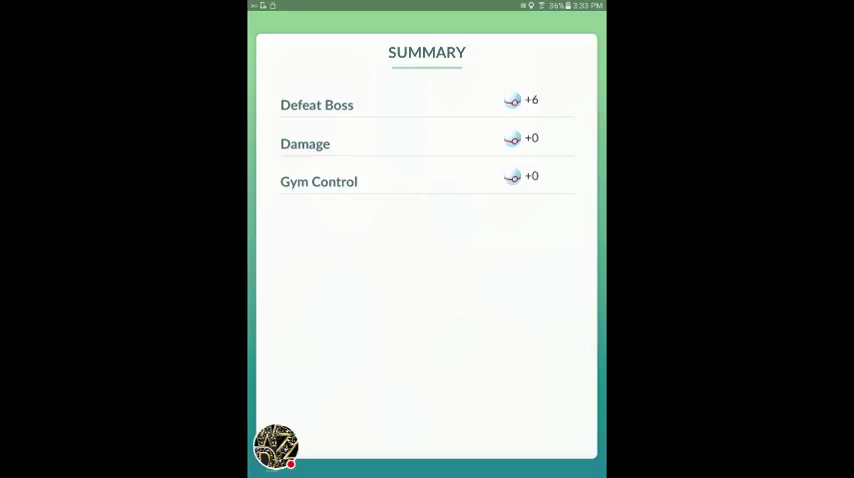 36% 3:33 PM
SUMMARY
Defeat Boss +6
Damage +0
Gym Control +0